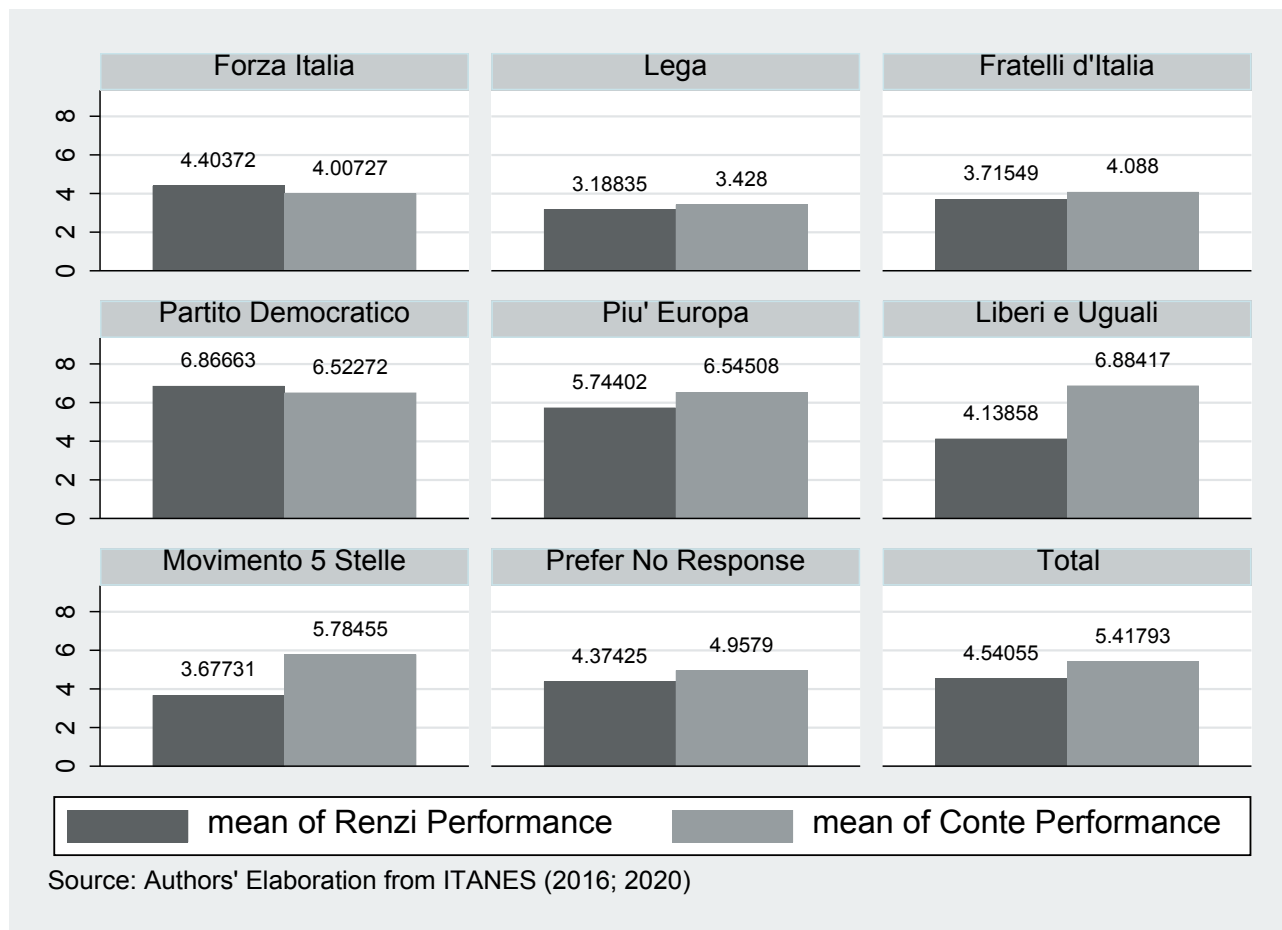 Forza Italia
Lega
Fratelli d'Italia
8
6
4
2
0
4.40372
4.00727
3.18835
3.428
3.71549
4.088
Partito Democratico
Piu' Europa
Liberi e Uguali
8
6
4
2
0
6.86663
6.52272
5.74402
6.54508
4.13858
6.88417
Movimento 5 Stelle
Prefer No Response
Total
8
6
4
2
0
3.67731
5.78455
4.37425
4.9579
4.54055
5.41793
mean of Renzi Performance
mean of Conte Performance
Source: Authors' Elaboration from ITANES (2016; 2020)